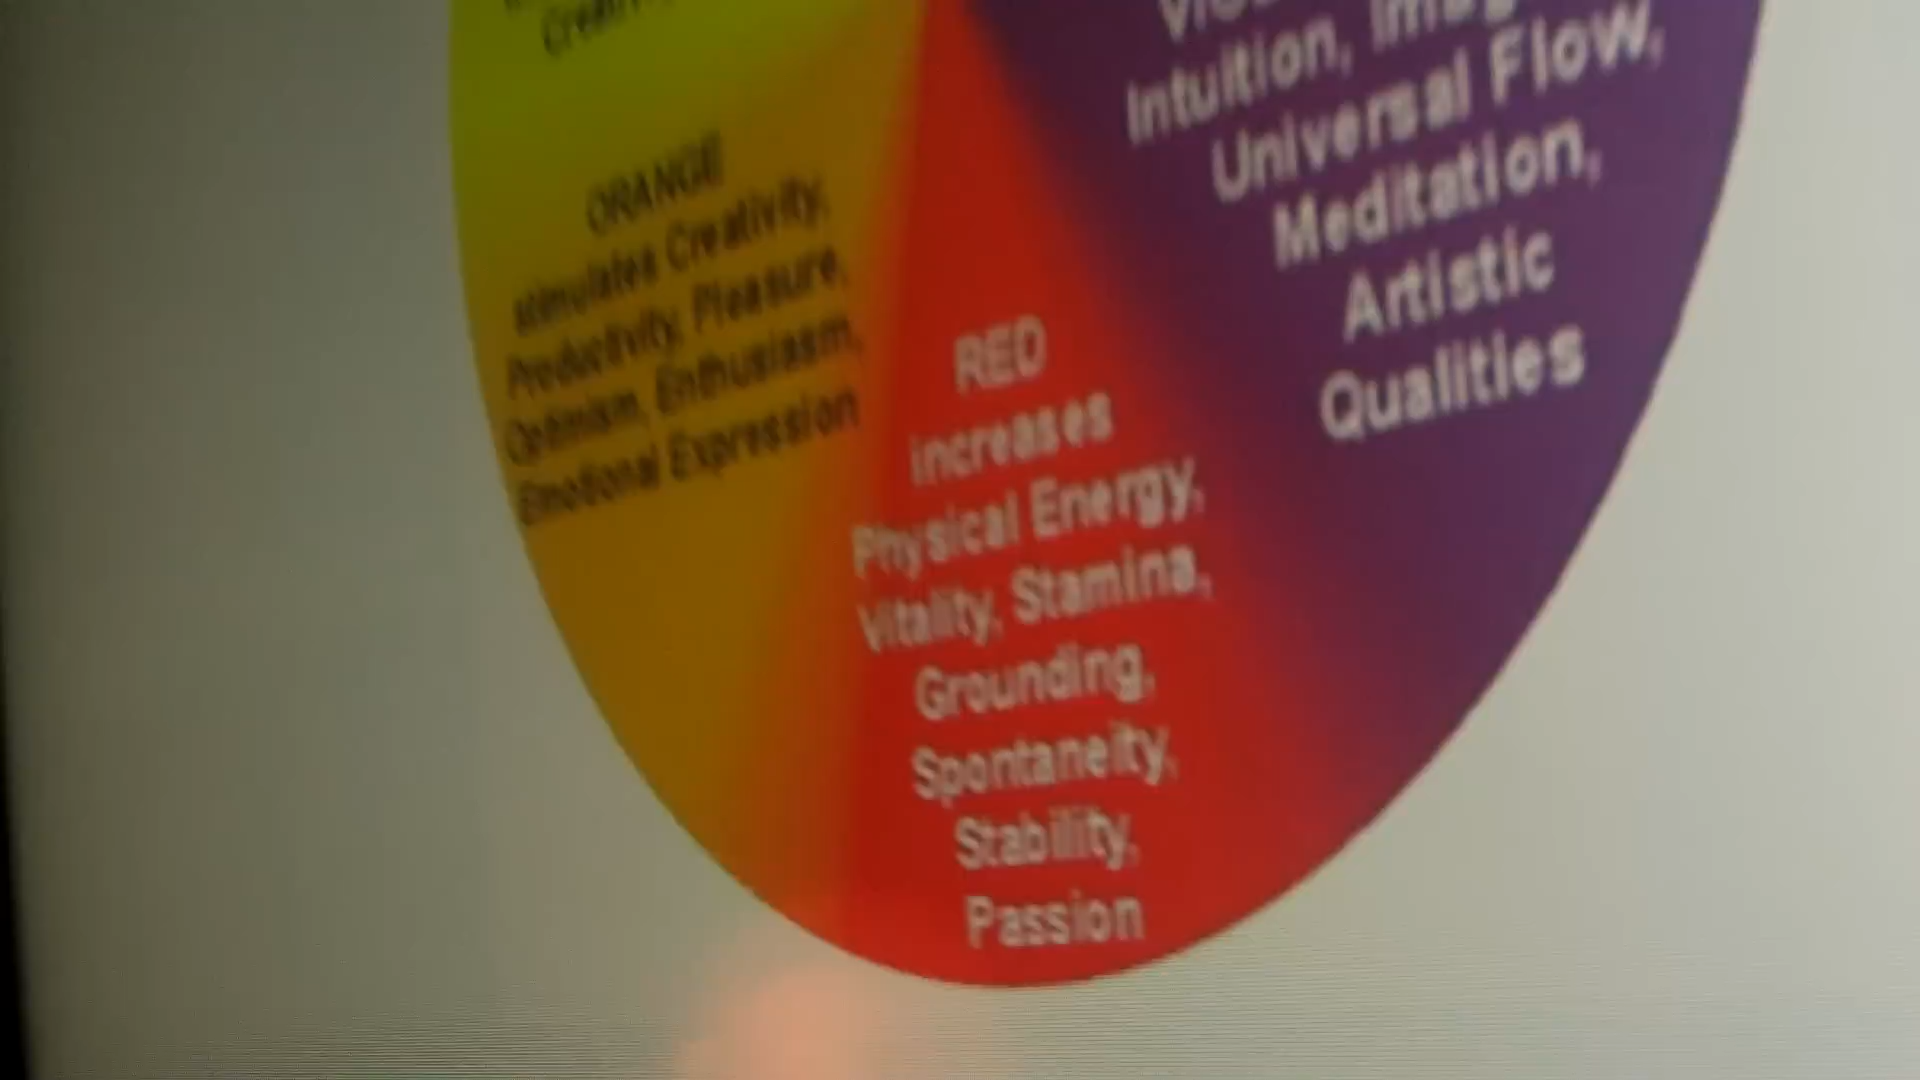 Intuition,
Universal Flow,
Meditation,
Artistic
Qualities
ORANGE
stimulates Creativity,
Productivity, Pleasure,
Optimism, Enthusiasm,
Emotional Expression
RED
increases
Physical Energy,
Vitality, Stamina,
Grounding,
Spontaneity,
Stability,
Passion